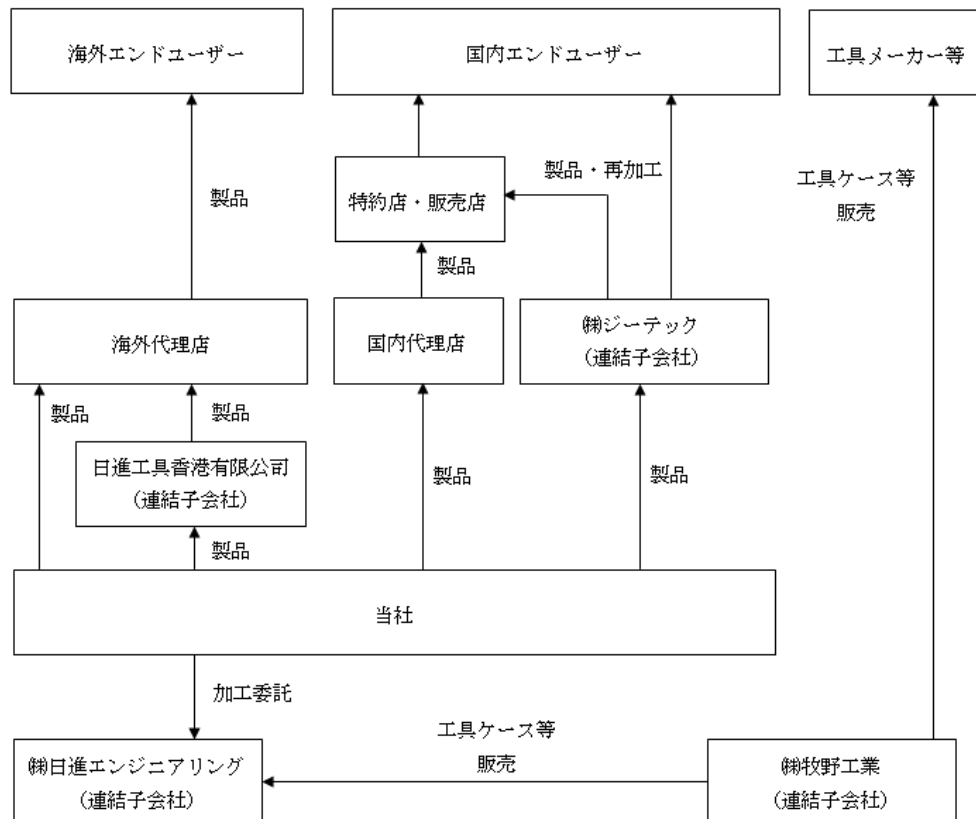 海外エンドユーザー
国内エンドユーザー
工具メーカー等
製品
特約店・販売店
製品・再加工
工具ケース等
販売
製品
海外代理店
国内代理店
㈱ジーテック
(連結子会社)
製品
製品
日進工具香港有限公司
(連結子会社)
製品
製品
製品
当社
加工委託
工具ケース等
販売
㈱日進エンジニアリング
(連結子会社)
㈱牧野工業
(連結子会社)